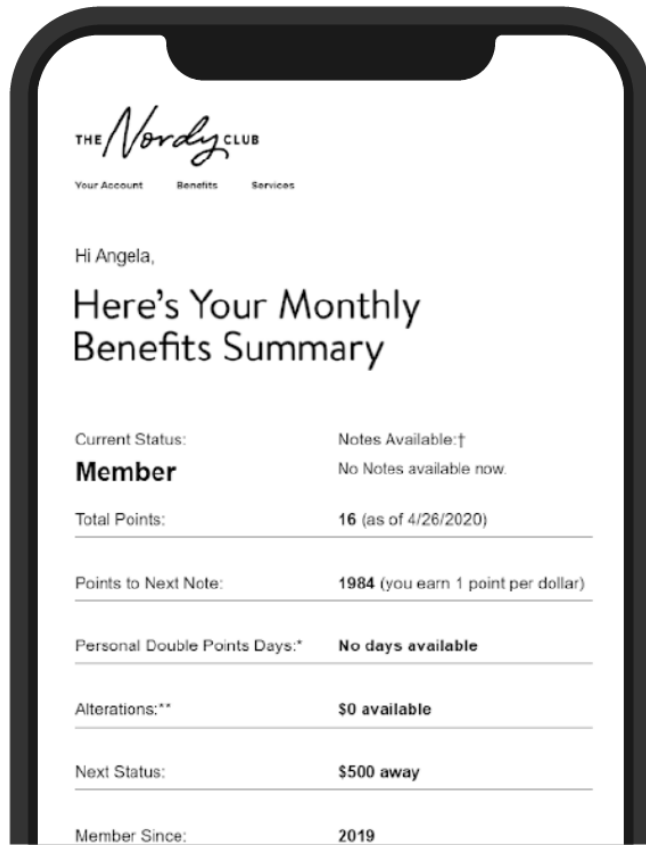 THE Nordy CLUB
Your Account Benefits Services
Hi Angela,
Here's Your Monthly
Benefits Summary
Current Status: Notes Available:†
Member No Notes available now.
Total Points: 16 (as of 4/26/2020)
Points to Next Note: 1984 (you earn 1 point per dollar)
Personal Double Points Days:* No days available
Alterations:** $0 available
Next Status: $500 away
Member Since: 2019